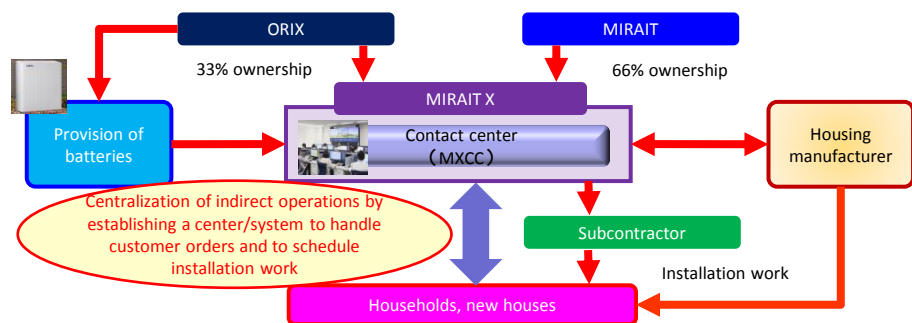 ORIX
MIRAIT
33% ownership
66% ownership
MIRAIT X
Provision of
batteries
Contact center
（MXCC）
Housing
manufacturer
Centralization of indirect operations by
establishing a center/system to handle
customer orders and to schedule
installation work
Subcontractor
Installation work
Households, new houses